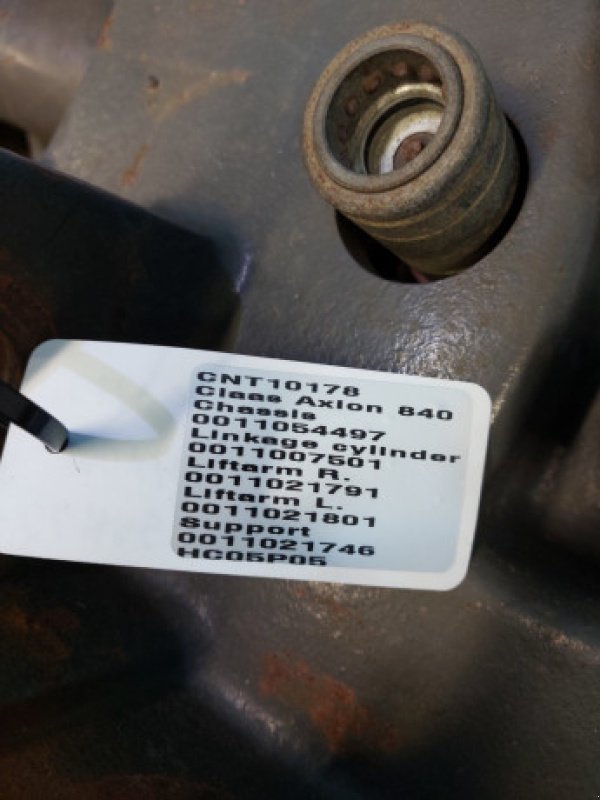 CNT10178
Claas Axion 840
Chassis
0011054497
Linkage cylinder
0011007501
Liftarm R.
0011021791
Liftarm L.
0011021801
Support
0011021746
HC05P05